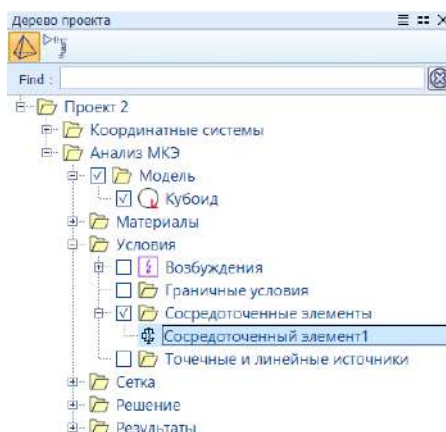 Дерево проекта
Find :
Проект 2
Координатные системы
Анализ МКЭ
Модель
Кубоид
Материалы
Условия
Возбуждения
Граничные условия
Сосредоточенные элементы
Сосредоточенный элемент1
Точечные и линейные источники
Сетка
Решение
Результаты